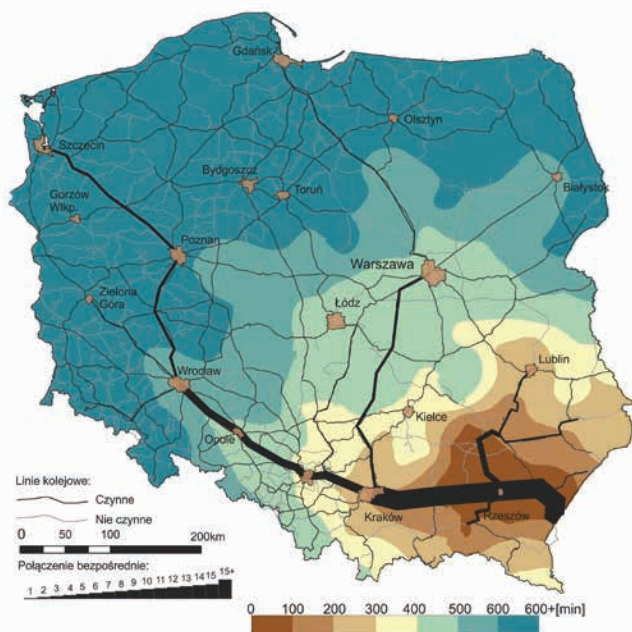 Gdańsk
Olsztyn
Szczecin
Bydgoszcz
Toruń
Białystok
Gorzów
Wlkp.
Poznań
Warszawa
Zielona
Góra
Łódź
Wrocław
Lublin
Kielce
Opole
Kraków
Rzeszów
Linie kolejowe:
Czynne
Nie czynne
0 50 100 200km
Połączenie bezpośrednie:
1 2 3 4 5 6 7 8 9 10 11 12 13 14 15 15+
0 100 200 300 400 500 600 600+[min]